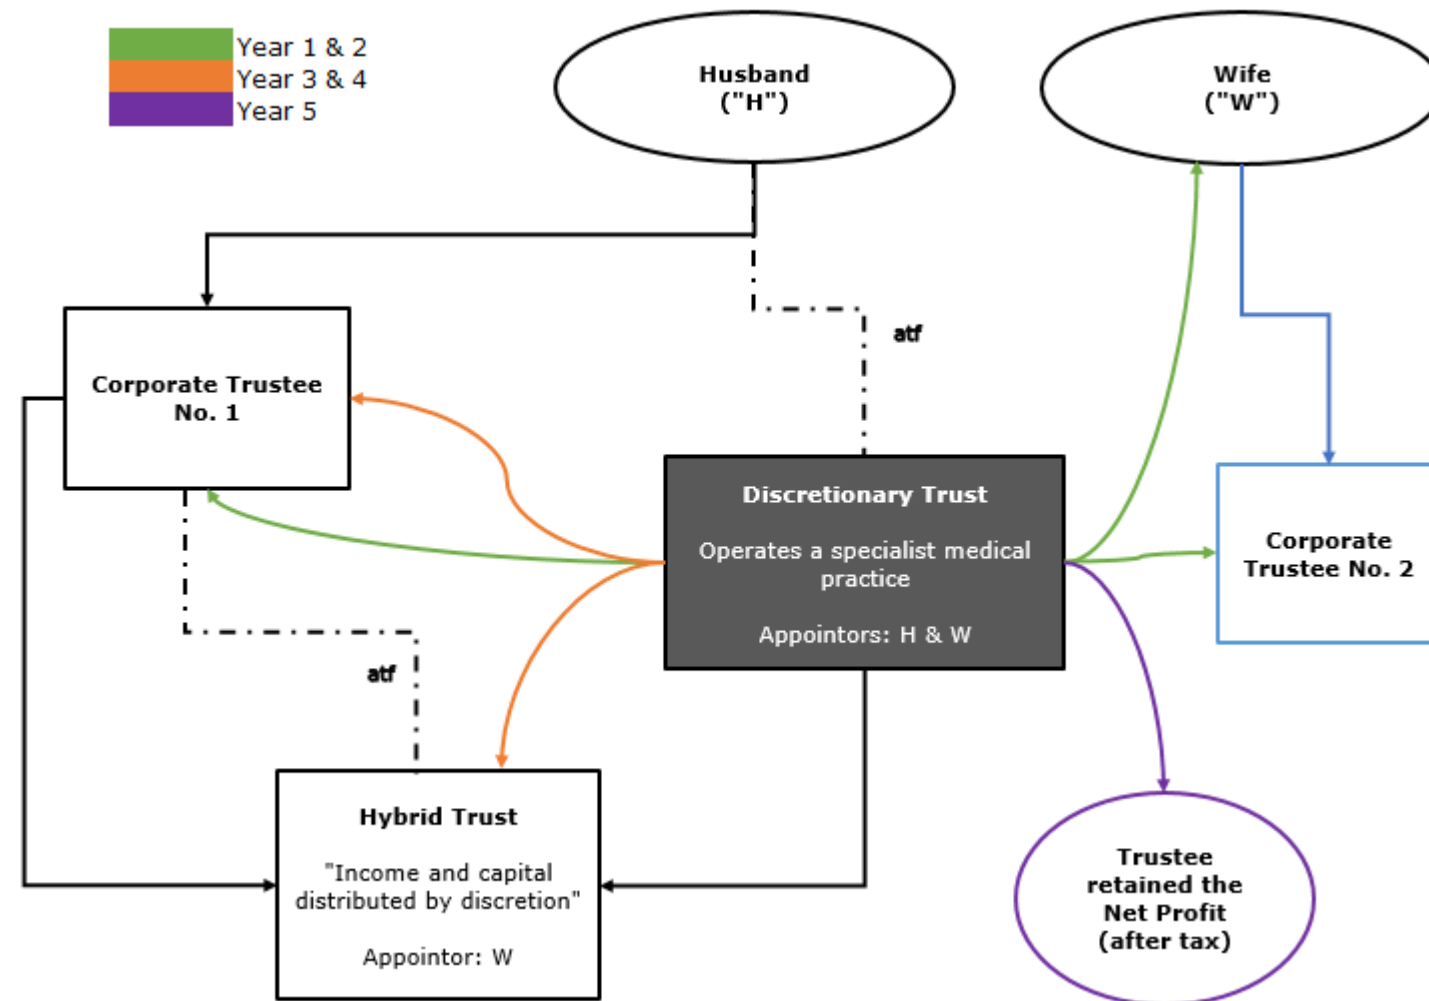 Year 1 & 2
Year 3 & 4
Year 5
Husband
("H")
Wife
("W")
atf
Corporate Trustee
No. 1
Discretionary Trust
Operates a specialist medical
practice
Appointors: H & W
Corporate
Trustee No. 2
atf
Hybrid Trust
"Income and capital
distributed by discretion"
Appointor: W
Trustee
retained the
Net Profit
(after tax)